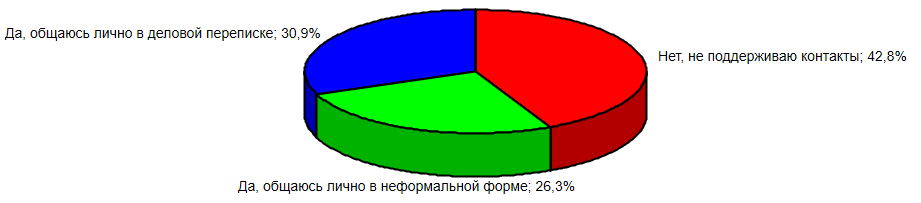 Да, общаюсь лично в деловой переписке; 30,9%
Нет, не поддерживаю контакты; 42,8%
Да, общаюсь лично в неформальной форме; 26,3%